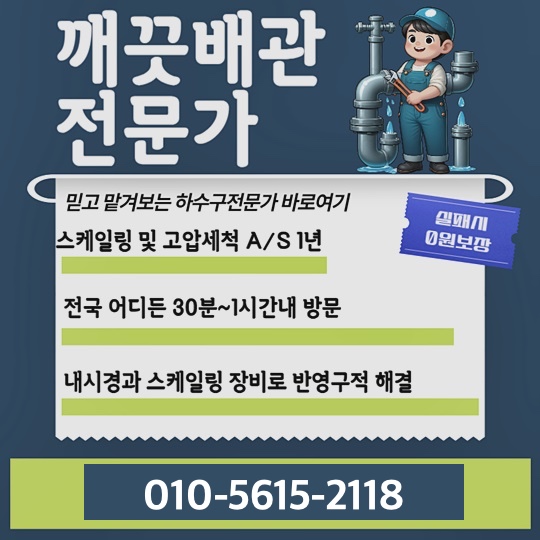 깨끗배관
전문가
믿고 맡겨보는 하수구전문가 바로여기
스케일링 및 고압세척 A/S 1년
실패시
0원보장
전국 어디든 30분~1시간내 방문
내시경과 스케일링 장비로 반영구적 해결
010-5615-2118